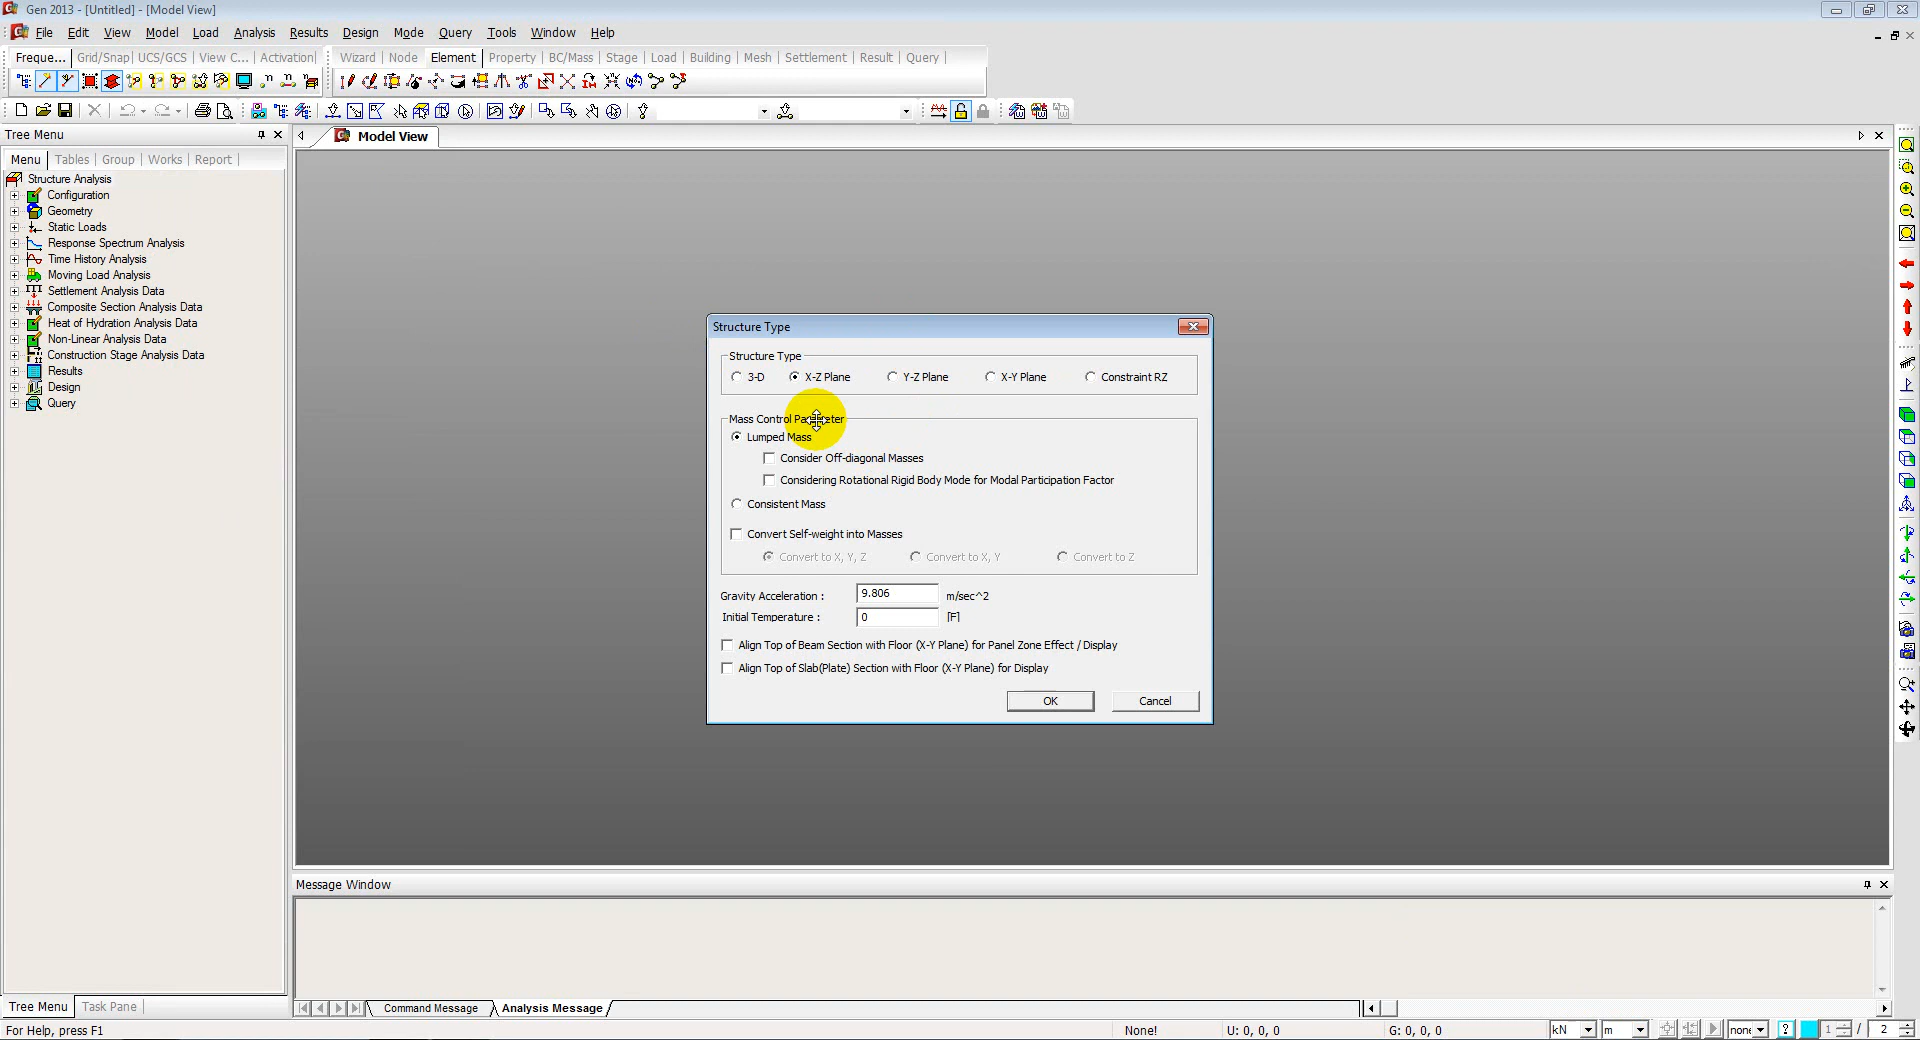 Gen 2013 - [Untitled] - [Model View]
File Edit View Model Load Analysis Results Design Mode Query Tools Window Help
Freque... Grid/Snap UCS/GCS View C... Activation Wizard Node Element Property BC/Mass Stage Load Building Mesh Settlement Result Query
Tree Menu
Model View
Menu Tables Group Works Report
Structure Analysis
Configuration
Geometry
Static Loads
Response Spectrum Analysis
Time History Analysis
Moving Load Analysis
Settlement Analysis Data
Composite Section Analysis Data
Heat of Hydration Analysis Data
Non-Linear Analysis Data
Construction Stage Analysis Data
Results
Design
Query
Structure Type
Structure Type
3-D X-Z Plane Y-Z Plane X-Y Plane Constraint RZ
Mass Control Parameter
Lumped Mass
Consider Off-diagonal Masses
Considering Rotational Rigid Body Mode for Modal Participation Factor
Consistent Mass
Convert Self-weight into Masses
Convert to X, Y, Z Convert to X, Y Convert to Z
Gravity Acceleration : 9.806 m/sec^2
Initial Temperature : 0 [F]
Align Top of Beam Section with Floor (X-Y Plane) for Panel Zone Effect / Display
Align Top of Slab(Plate) Section with Floor (X-Y Plane) for Display
OK Cancel
Message Window
Tree Menu Task Pane
Command Message Analysis Message
For Help, press F1 None! U: 0, 0, 0 G: 0, 0, 0 kN m none ? 1 / 2